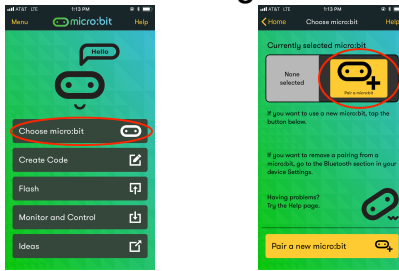 AT&T LTE 1:13 PM
Menu micro:bit Help
Hello
Choose micro:bit
Create Code
Flash
Monitor and Control
Ideas
AT&T LTE 1:13 PM
Home Choose micro:bit Help
Currently selected micro:bit
None
selected
Pair a micro:bit
If you want to use a new micro:bit, tap the
button below.
If you want to remove a pairing from a
micro:bit, go to the Bluetooth section in your
device Settings.
Having problems?
Try the Help page.
Pair a new micro:bit